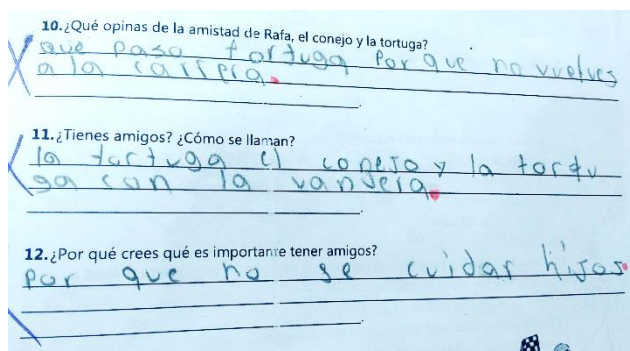 10.¿Qué opinas de la amistad de Rafa, el conejo y la tortuga?
que paso tortuga Por que no vuelves
a la carrera.
11.¿Tienes amigos? ¿Cómo se llaman?
la tortuga el conejo y la tortu
ga con la vandera.
12.¿Por qué crees qué es importante tener amigos?
por que no se cuidar hijos